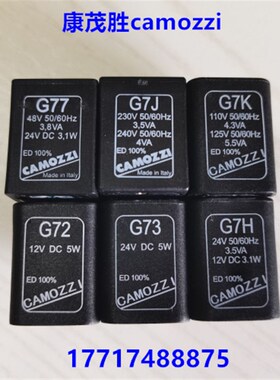 康茂胜camozzi
G77
48V 50/60Hz
3,8VA
24V DC 3,1W
ED 100%
CAMOZZI
Made in Italy
G7J
230V 50/60Hz
3,5VA
240V 50/60Hz
4VA
ED 100%
CAMOZZI
Made in Italy
G7K
110V 50/60Hz
4.3VA
125V 50/60Hz
5.5VA
ED 100%
CAMOZZI
G72
12V DC 5W
ED 100%
CAMOZZI
G73
24V DC 5W
ED 100%
CAMOZZI
G7H
24V 50/60Hz
3.5VA
12V DC 3.1W
ED 100%
CAMOZZI
17717488875